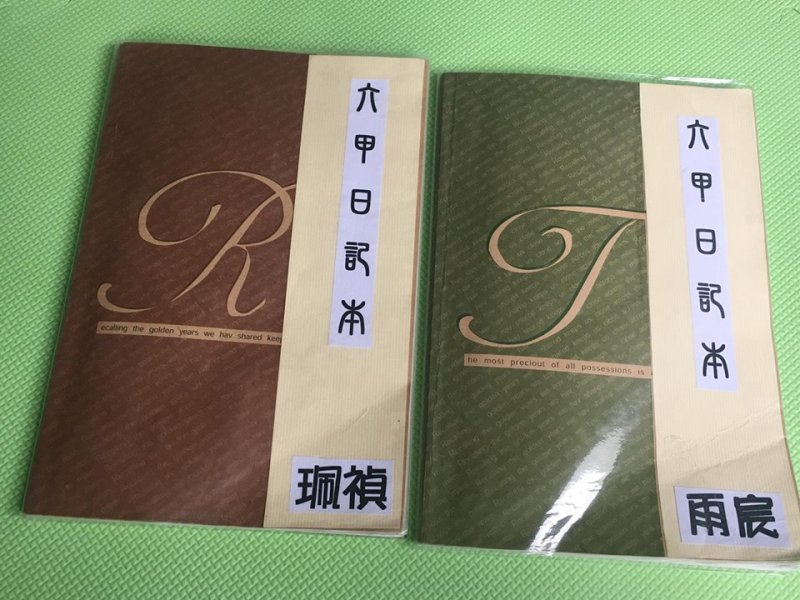 六甲日記本
R
ecalling the golden years we hav shared keep
珮禎
六甲日記本
T
he most preciout of all possessions is
雨宸